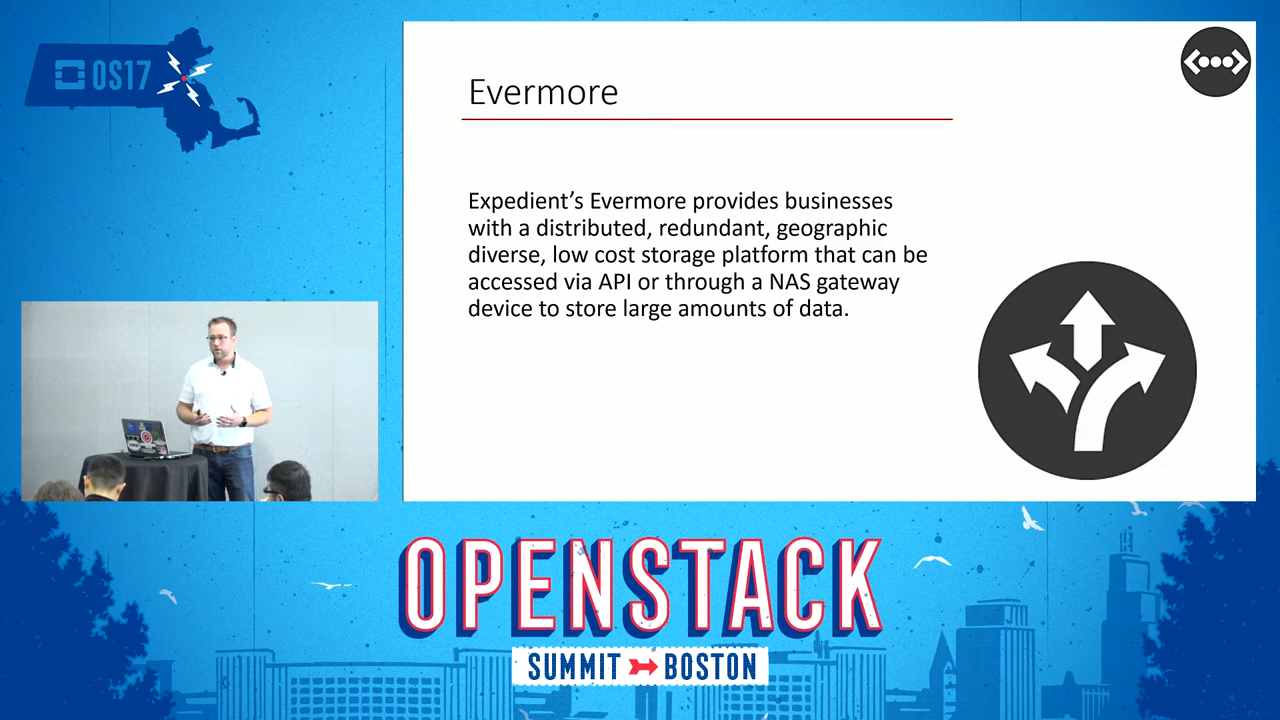 OS17
Evermore
Expedient’s Evermore provides businesses
with a distributed, redundant, geographic
diverse, low cost storage platform that can be
accessed via API or through a NAS gateway
device to store large amounts of data.
OPENSTACK
SUMMIT BOSTON